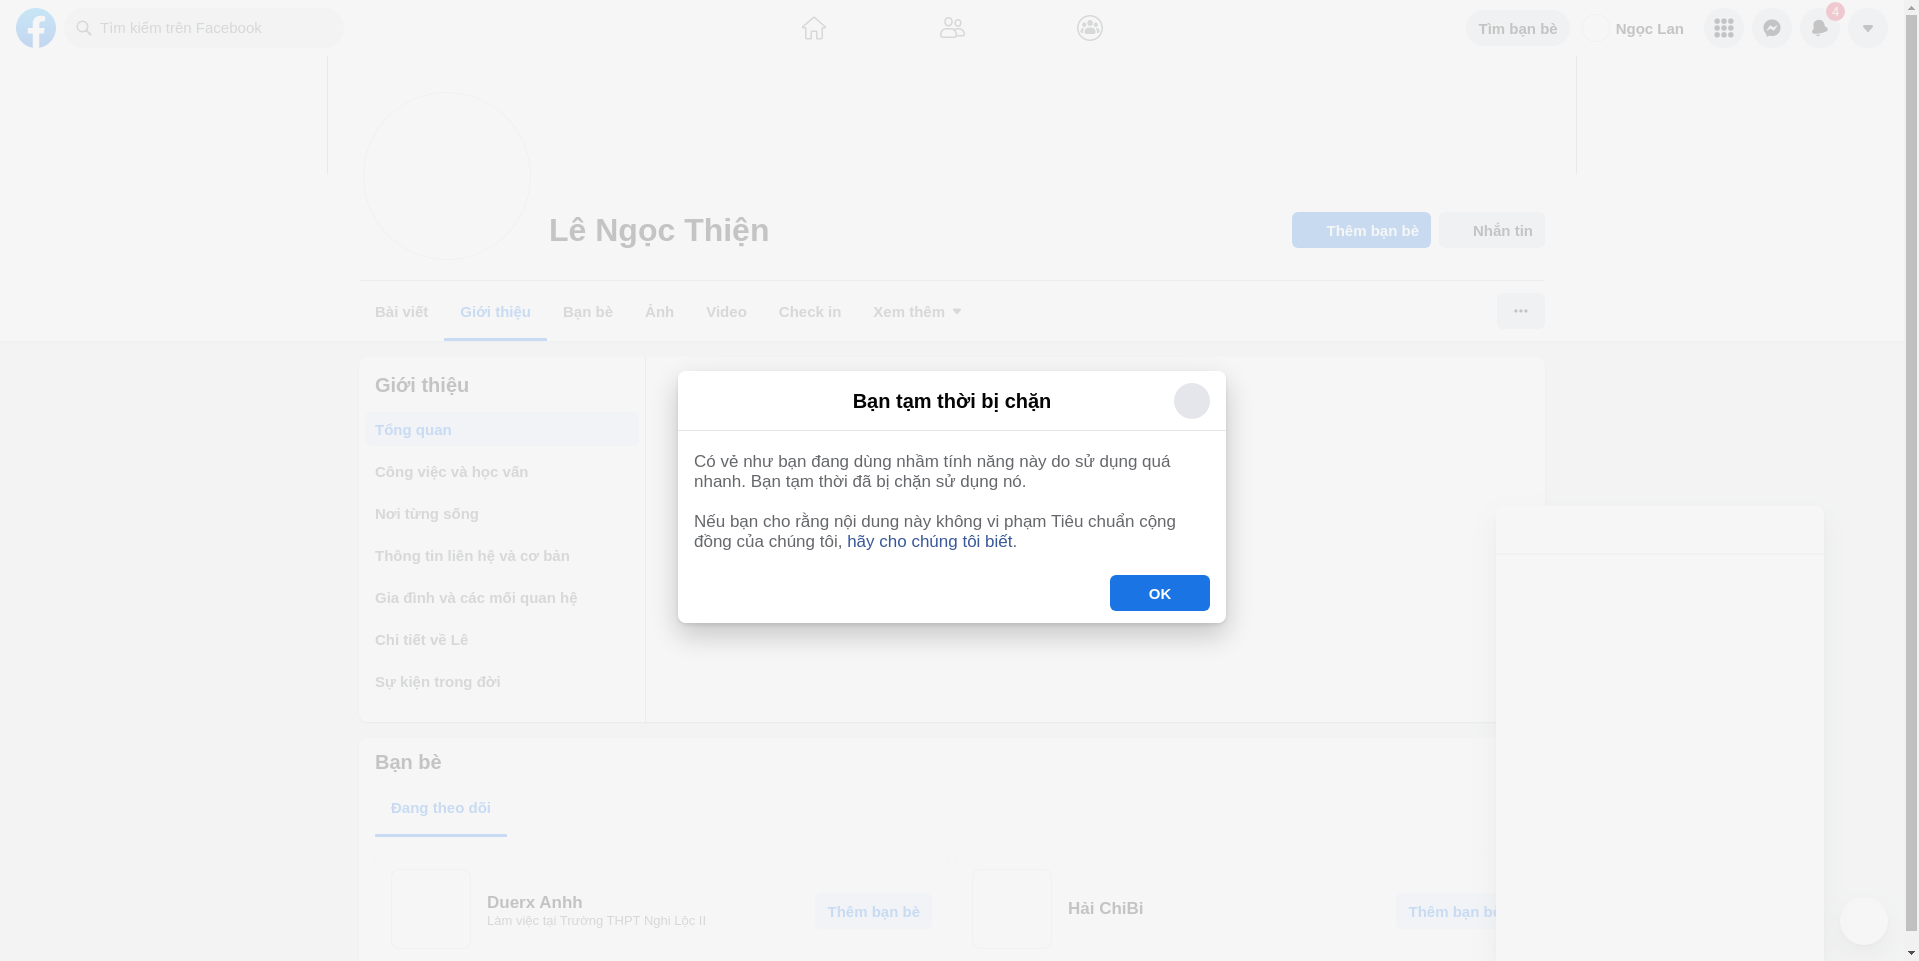 Tìm kiếm trên Facebook
Tìm bạn bè
Ngọc Lan
4
Lê Ngọc Thiện
Thêm bạn bè
Nhắn tin
Bài viết
Giới thiệu
Bạn bè
Ảnh
Video
Check in
Xem thêm
Giới thiệu
Tổng quan
Công việc và học vấn
Nơi từng sống
Thông tin liên hệ và cơ bản
Gia đình và các mối quan hệ
Chi tiết về Lê
Sự kiện trong đời
Bạn tạm thời bị chặn
Có vẻ như bạn đang dùng nhầm tính năng này do sử dụng quá
nhanh. Bạn tạm thời đã bị chặn sử dụng nó.
Nếu bạn cho rằng nội dung này không vi phạm Tiêu chuẩn cộng
đồng của chúng tôi, hãy cho chúng tôi biết.
OK
Bạn bè
Đang theo dõi
Duerx Anhh
Làm việc tại Trường THPT Nghi Lộc II
Thêm bạn bè
Hải ChiBi
Thêm bạn bè